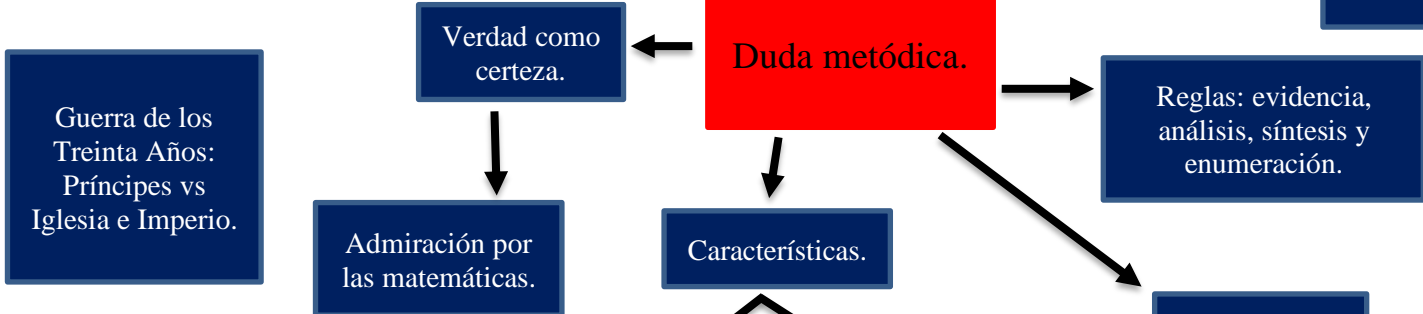 Verdad como
certeza.
Duda metódica.
Guerra de los
Treinta Años:
Príncipes vs
Iglesia e Imperio.
Reglas: evidencia,
análisis, síntesis y
enumeración.
Admiración por
las matemáticas.
Características.